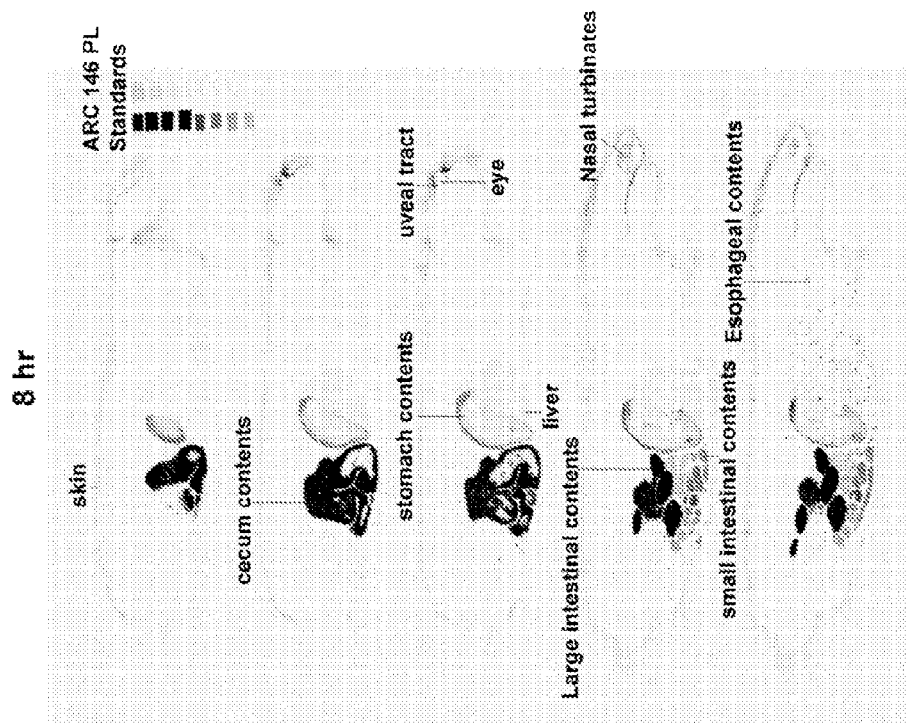 8 hr
ARC 146 PL
Standards
skin
cecum contents
uveal tract
eye
stomach contents
liver
Nasal turbinates
Large intestinal contents
Esophageal contents
small intestinal contents